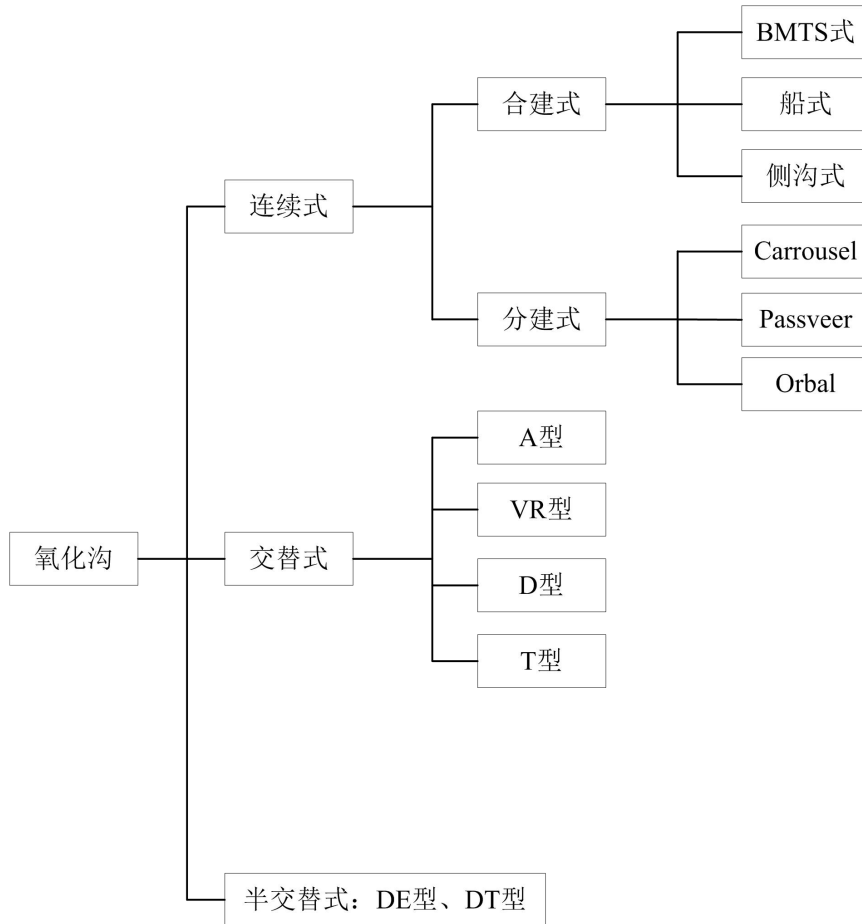 BMTS式
合建式
船式
侧沟式
连续式
Carrousel
分建式
Passveer
Orbal
A型
VR型
氧化沟
交替式
D型
T型
半交替式：DE型、DT型